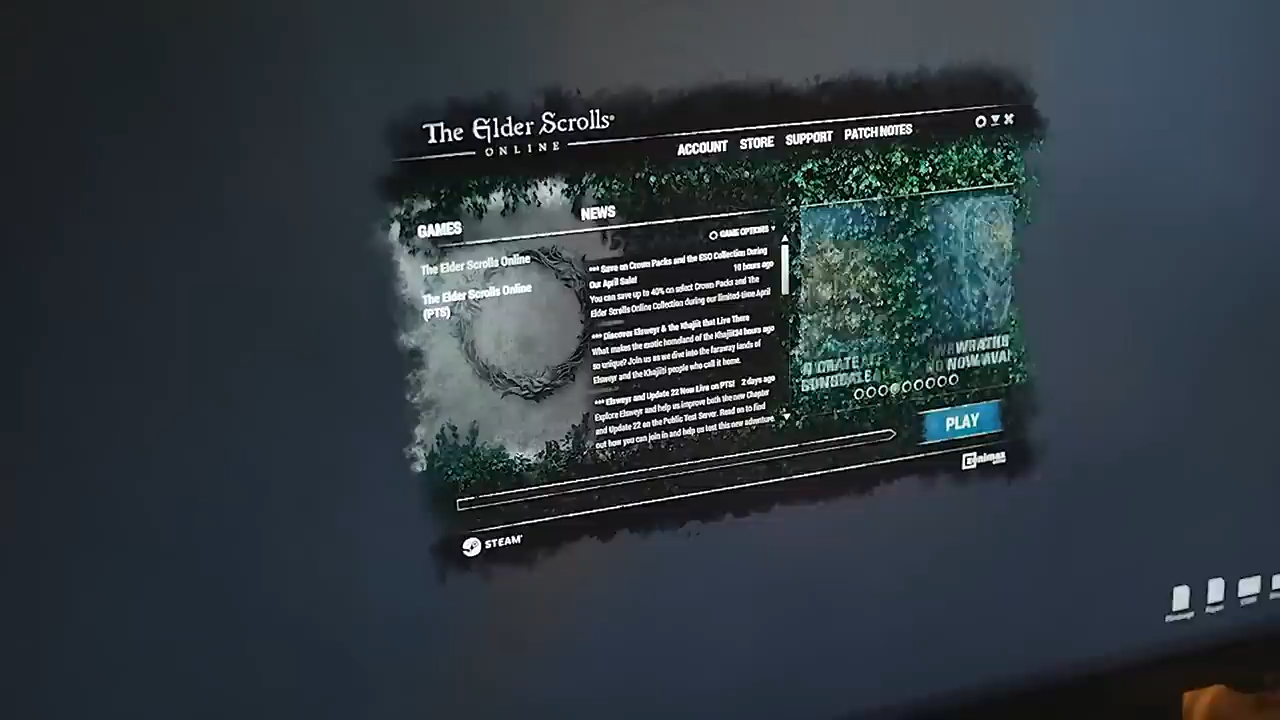 The Elder Scrolls®
ONLINE
ACCOUNT STORE SUPPORT PATCH NOTES
GAMES
The Elder Scrolls Online
The Elder Scrolls Online
(PTS)
NEWS
GAME OPTIONS
*** Save on Crown Packs and the ESO Collection During
Our April Sale! 10 hours ago
You can save up to 40% on select Crown Packs and The
Elder Scrolls Online Collection during our limited-time April
*** Discover Elsweyr & the Khajiit that Live There
What makes the exotic homeland of the Khajiit 34 hours ago
so unique? Join us as we dive into the faraway lands of
Elsweyr and the Khajiiti people who call it home.
*** Elsweyr and Update 22 Now Live on PTS! 2 days ago
Explore Elsweyr and help us improve both the new Chapter
and Update 22 on the Public Test Server. Read on to find
out how you can join in and help us test this new adventure
CRATE
WRATHS
NOW
PLAY
STEAM